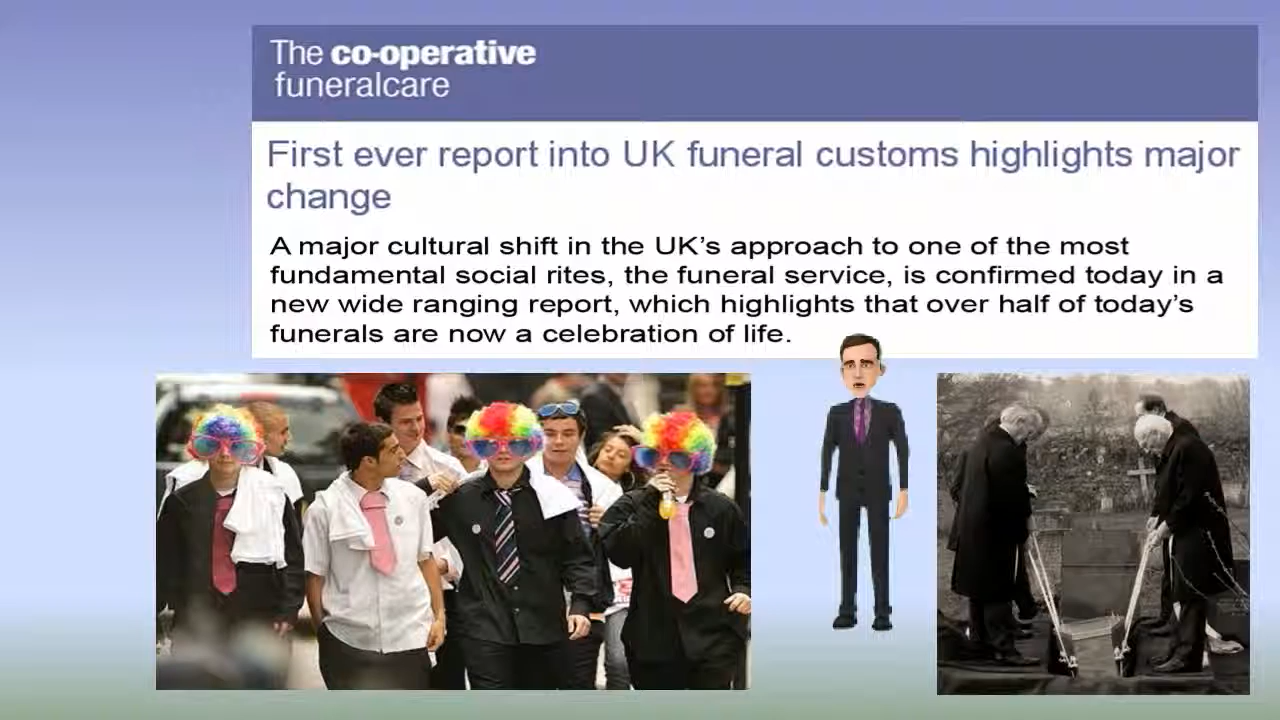 The co-operative
funeralcare
First ever report into UK funeral customs highlights major
change
A major cultural shift in the UK's approach to one of the most
fundamental social rites, the funeral service, is confirmed today in a
new wide ranging report, which highlights that over half of today's
funerals are now a celebration of life.